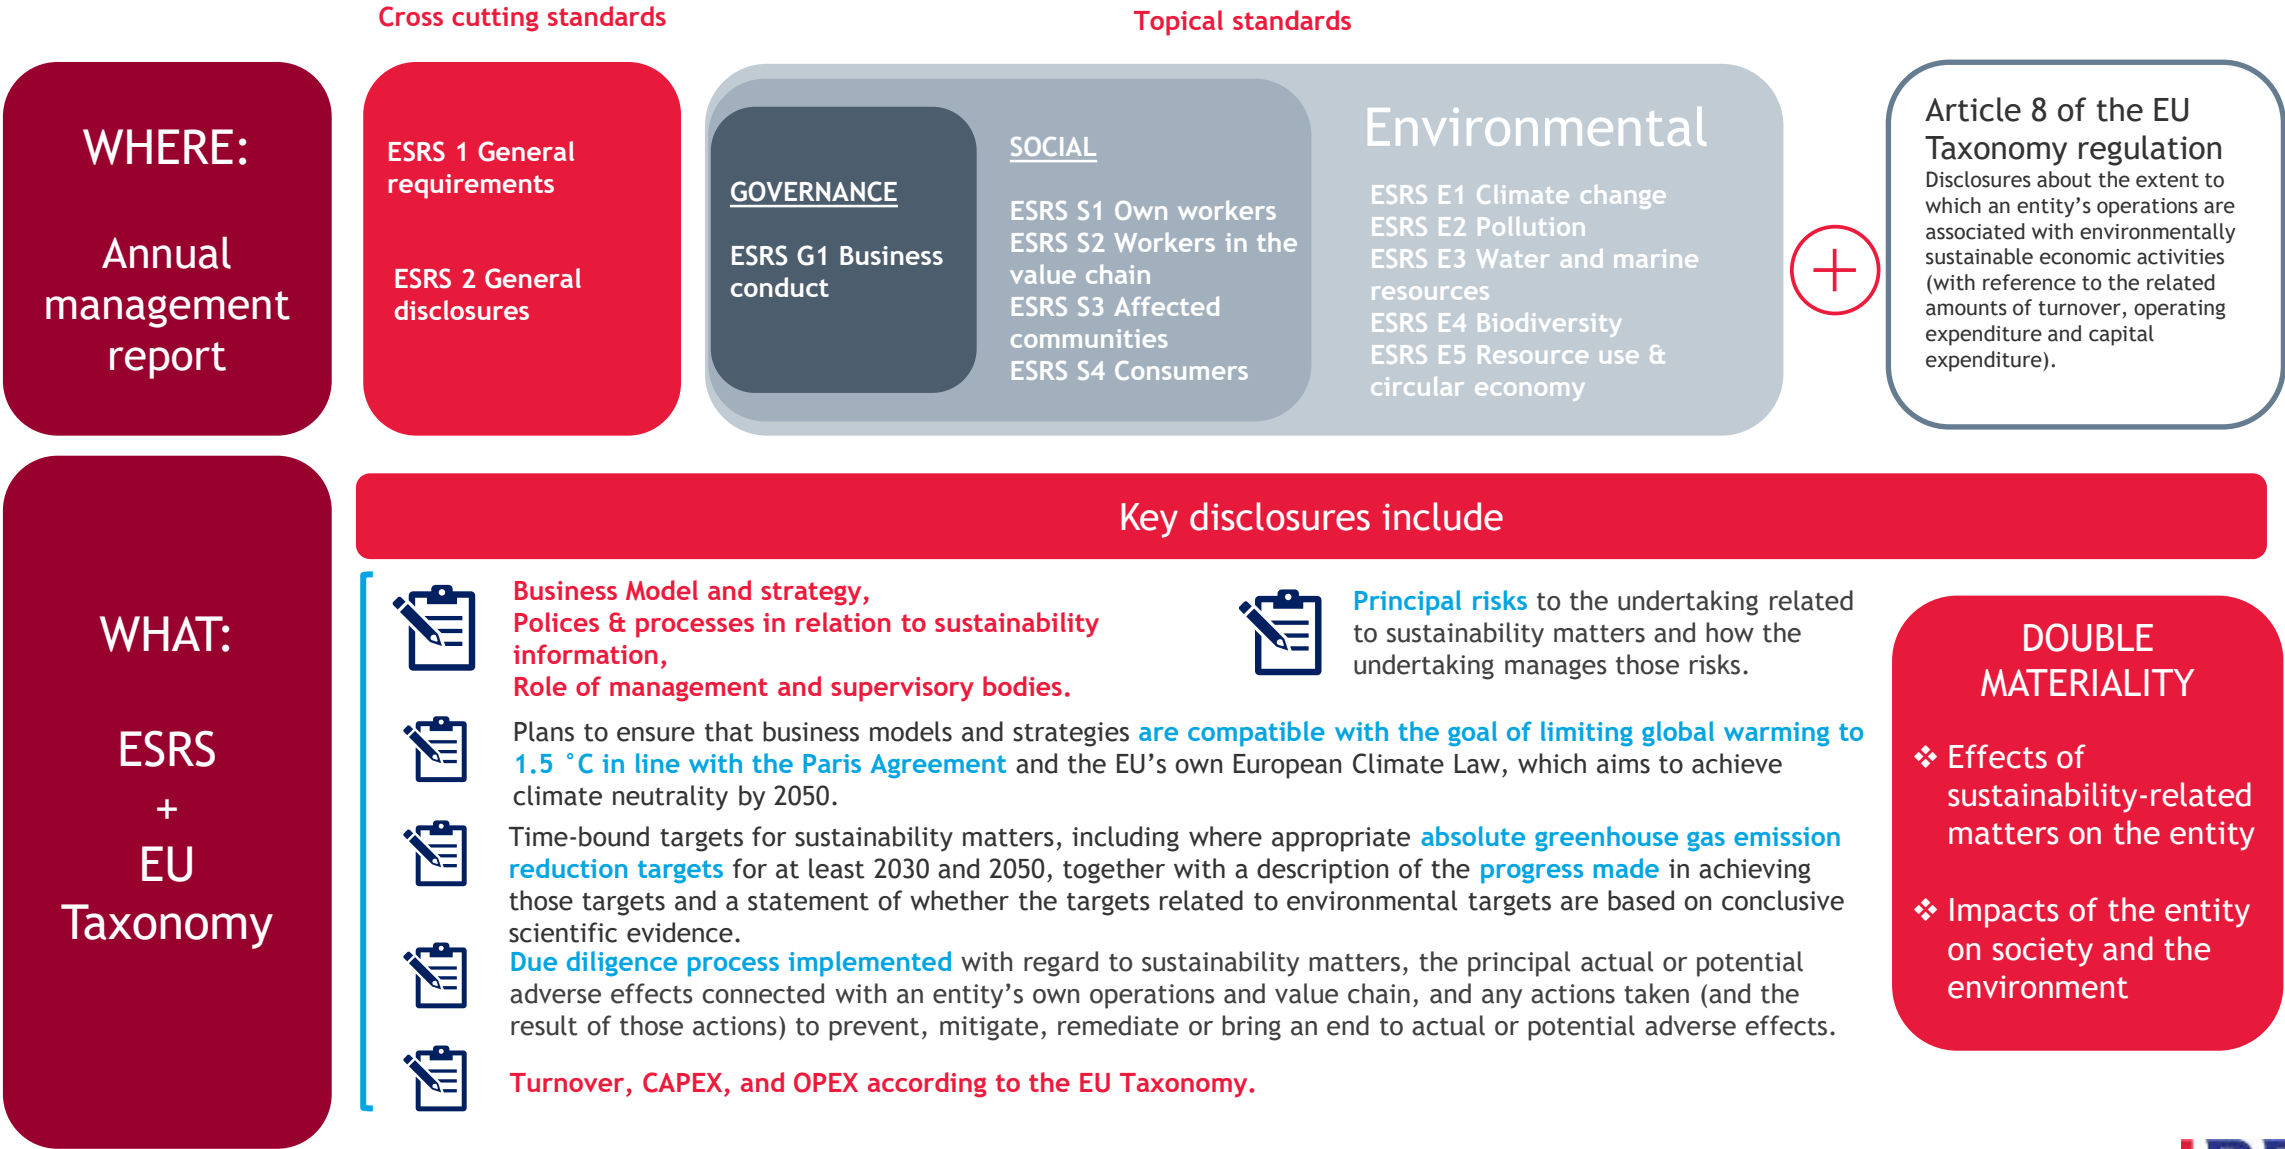 Cross cutting standards
Topical standards
WHERE:
Annual
management
report
ESRS 1 General
requirements
ESRS 2 General
disclosures
GOVERNANCE
ESRS G1 Business
conduct
SOCIAL
ESRS S1 Own workers
ESRS S2 Workers in the
value chain
ESRS S3 Affected
communities
ESRS S4 Consumers
Environmental
ESRS E1 Climate change
ESRS E2 Pollution
ESRS E3 Water and marine
resources
ESRS E4 Biodiversity
ESRS E5 Resource use &
circular economy
+
Article 8 of the EU
Taxonomy regulation
Disclosures about the extent to
which an entity’s operations are
associated with environmentally
sustainable economic activities
(with reference to the related
amounts of turnover, operating
expenditure and capital
expenditure).
WHAT:
ESRS
+
EU
Taxonomy
Key disclosures include
Business Model and strategy,
Polices & processes in relation to sustainability
information,
Role of management and supervisory bodies.
Principal risks to the undertaking related
to sustainability matters and how the
undertaking manages those risks.
Plans to ensure that business models and strategies are compatible with the goal of limiting global warming to
1.5 °C in line with the Paris Agreement and the EU’s own European Climate Law, which aims to achieve
climate neutrality by 2050.
Time-bound targets for sustainability matters, including where appropriate absolute greenhouse gas emission
reduction targets for at least 2030 and 2050, together with a description of the progress made in achieving
those targets and a statement of whether the targets related to environmental targets are based on conclusive
scientific evidence.
Due diligence process implemented with regard to sustainability matters, the principal actual or potential
adverse effects connected with an entity’s own operations and value chain, and any actions taken (and the
result of those actions) to prevent, mitigate, remediate or bring an end to actual or potential adverse effects.
Turnover, CAPEX, and OPEX according to the EU Taxonomy.
DOUBLE
MATERIALITY
❖ Effects of
sustainability-related
matters on the entity
❖ Impacts of the entity
on society and the
environment